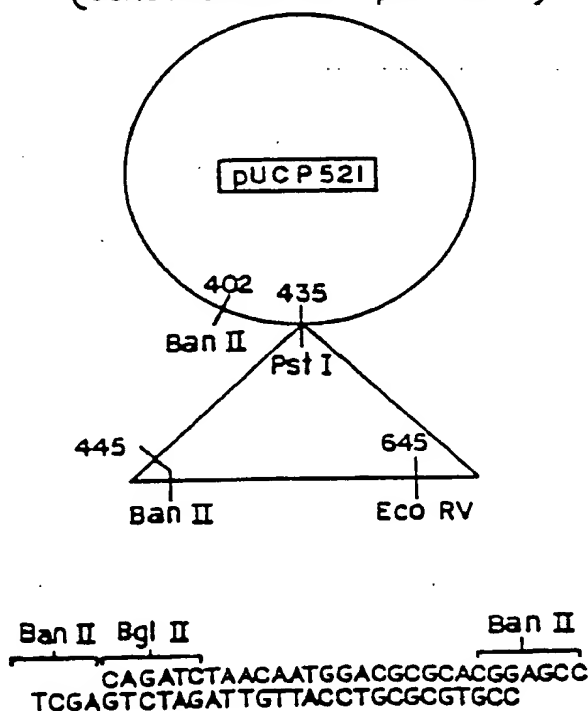 pUCP521
402
435
Ban II
Pst I
445
645
Ban II
Eco RV
Ban II Bgl II Ban II
CAGATCTAACAATGGACGCGCACGGAGCC
TCGAGTCTAGATTGTTACCTGCGCGTGCC